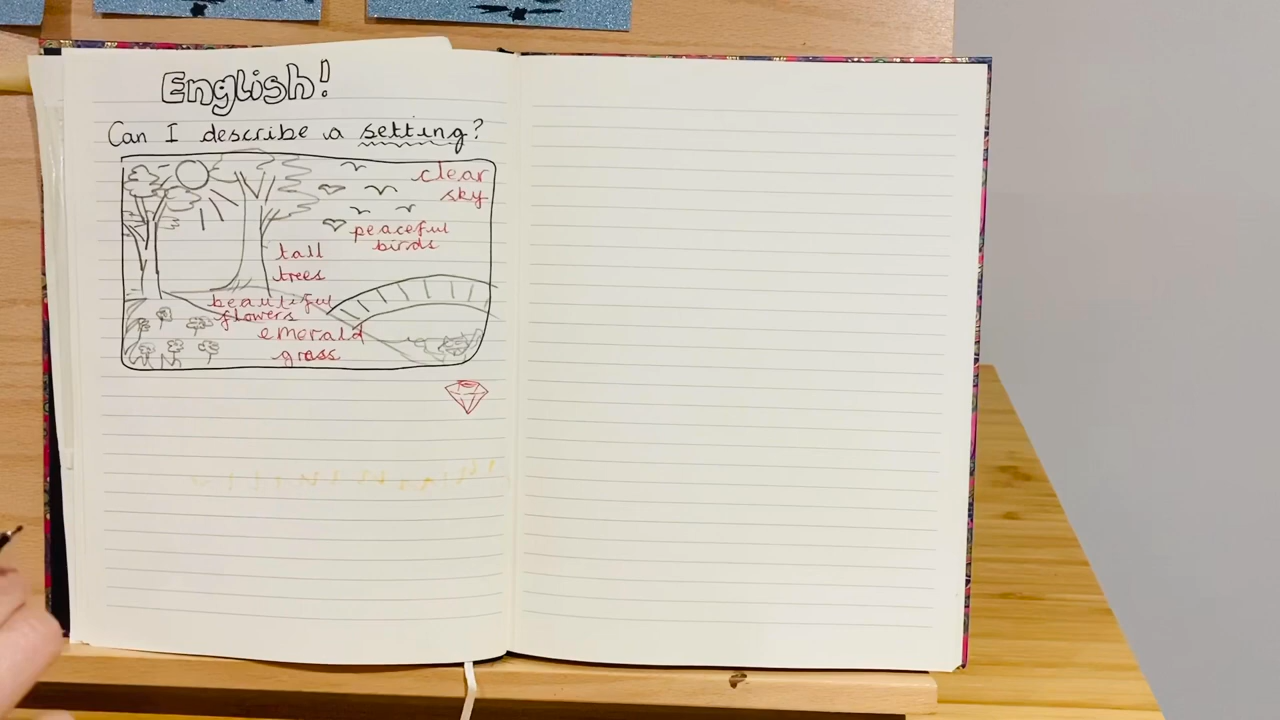 English!
Can I describe a setting?
clear
sky
peaceful
birds
tall
trees
beautiful
flowers
emerald
grass